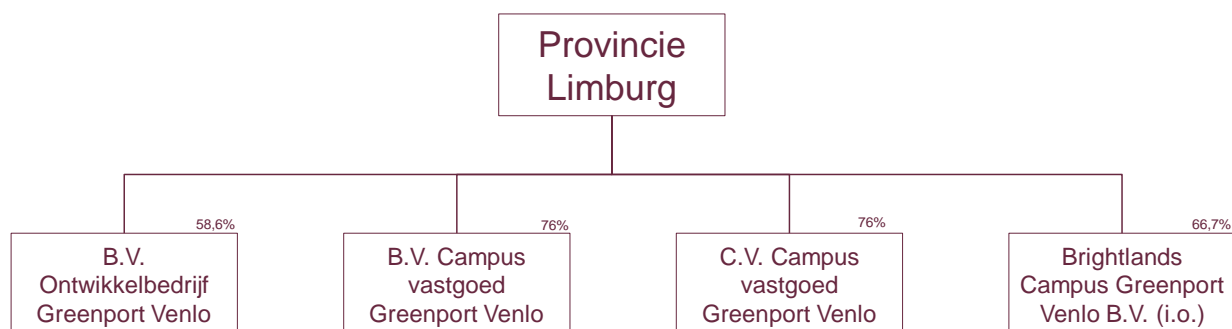 Provincie
Limburg
58,6%
B.V.
Ontwikkelbedrijf
Greenport Venlo
76%
B.V. Campus
vastgoed
Greenport Venlo
76%
C.V. Campus
vastgoed
Greenport Venlo
66,7%
Brightlands
Campus Greenport
Venlo B.V. (i.o.)